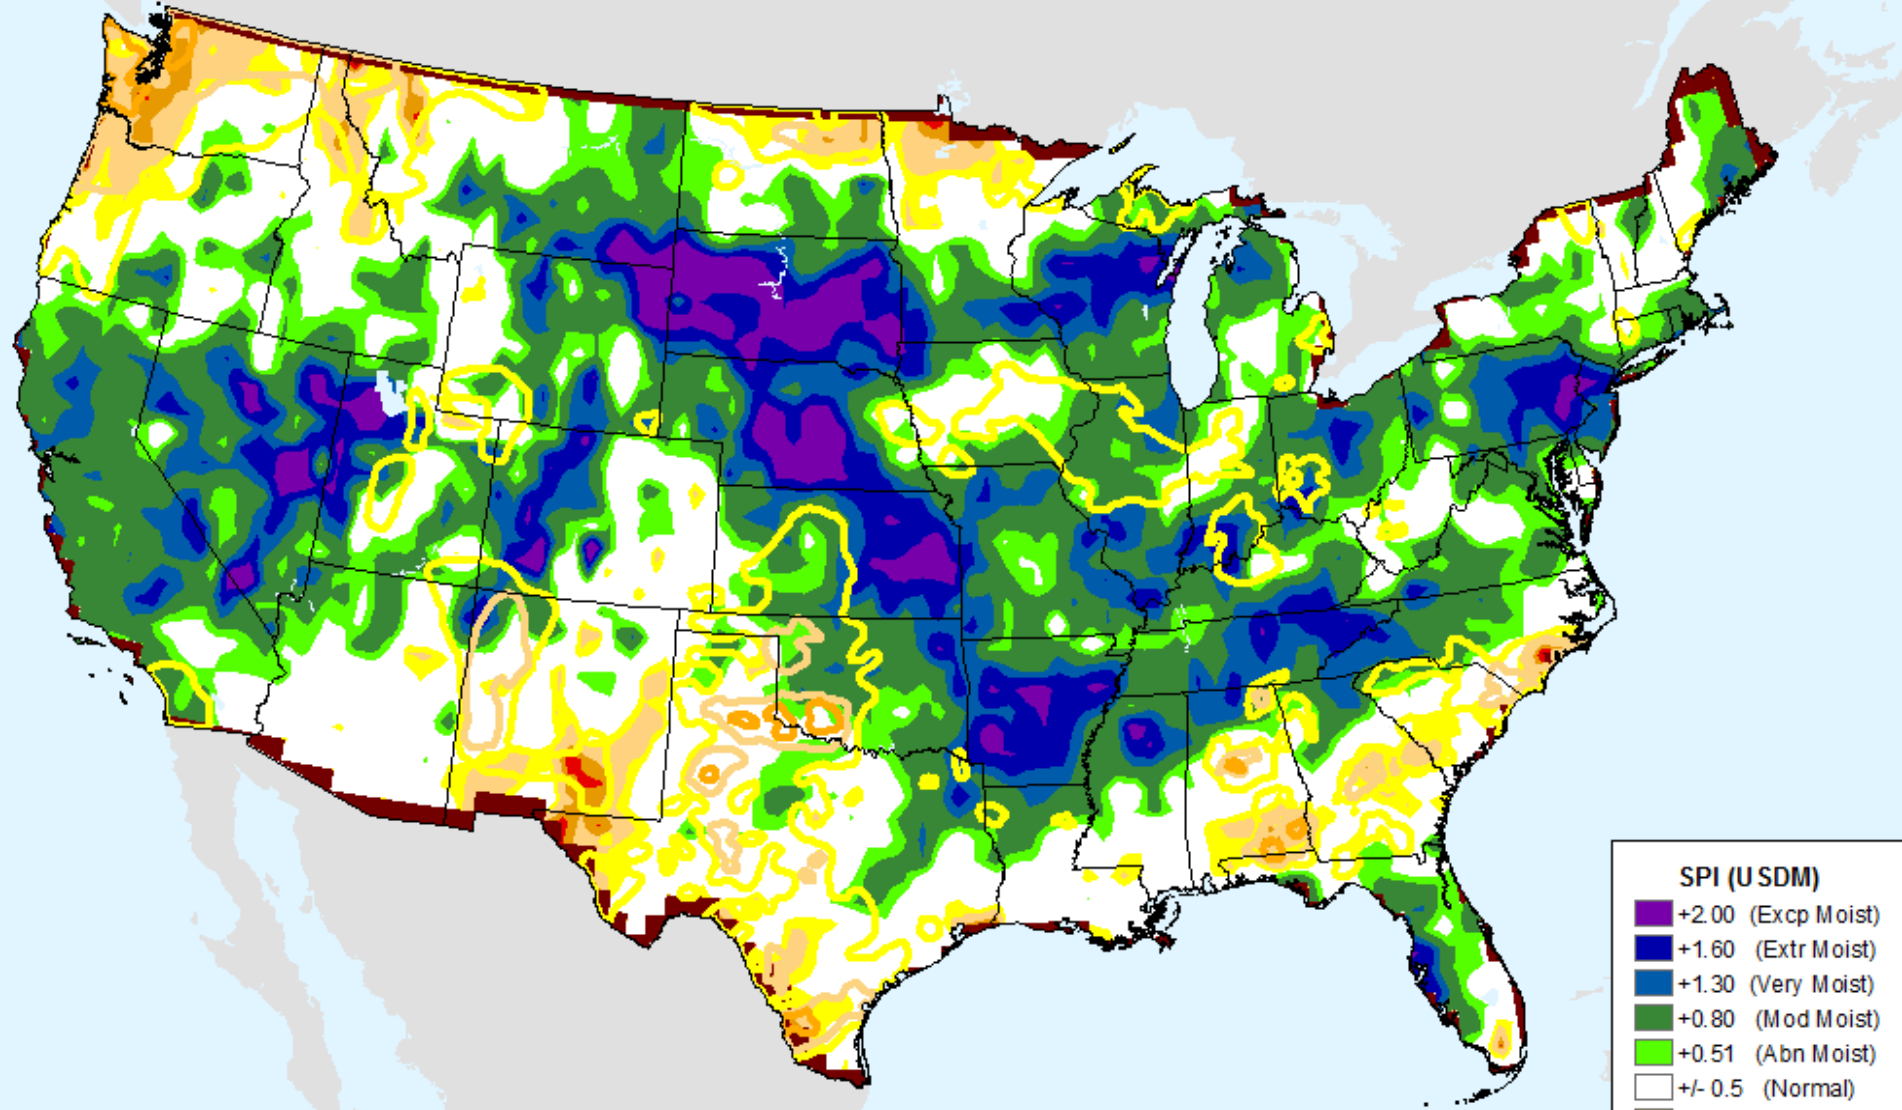 SPI (USDM)
+2.00 (Excp Moist)
+1.60 (Extr Moist)
+1.30 (Very Moist)
+0.80 (Mod Moist)
+0.51 (Abn Moist)
+/- 0.5 (Normal)